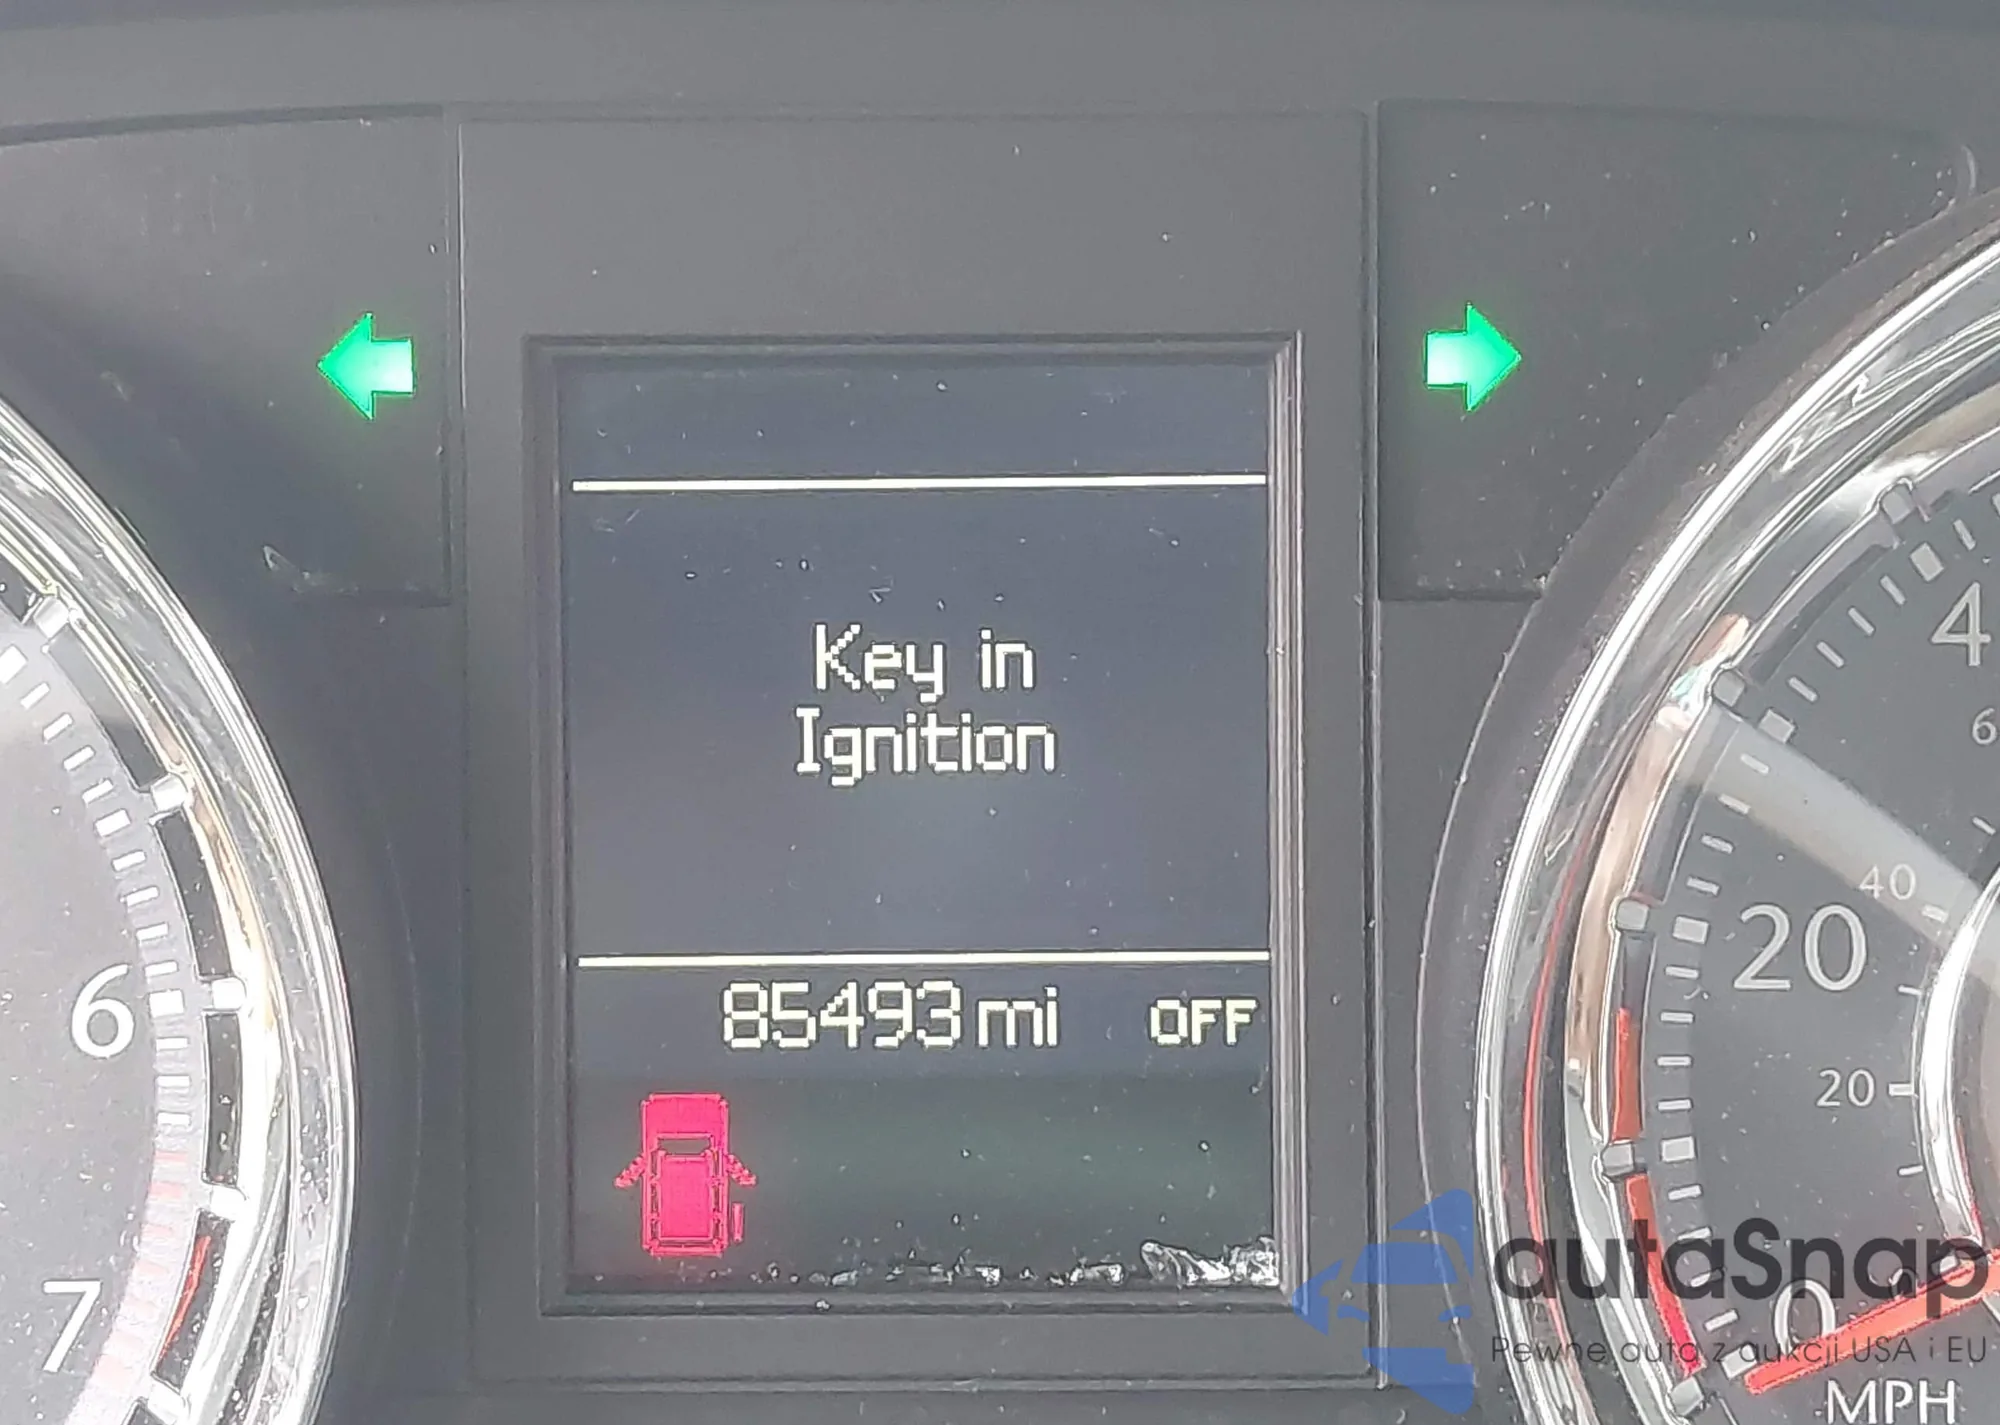 Key in
Ignition
85493 mi OFF
6
7
4
6
40
20
20
0
MPH
autaSnap
Pewne auta z aukcji USA i EU